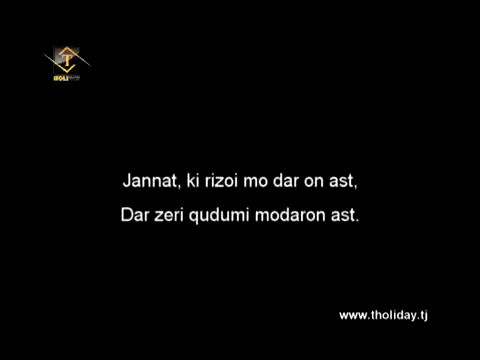 T
Jannat, ki rizoi mo dar on ast,
Dar zeri qudumi modaron ast.
www.tholiday.tj